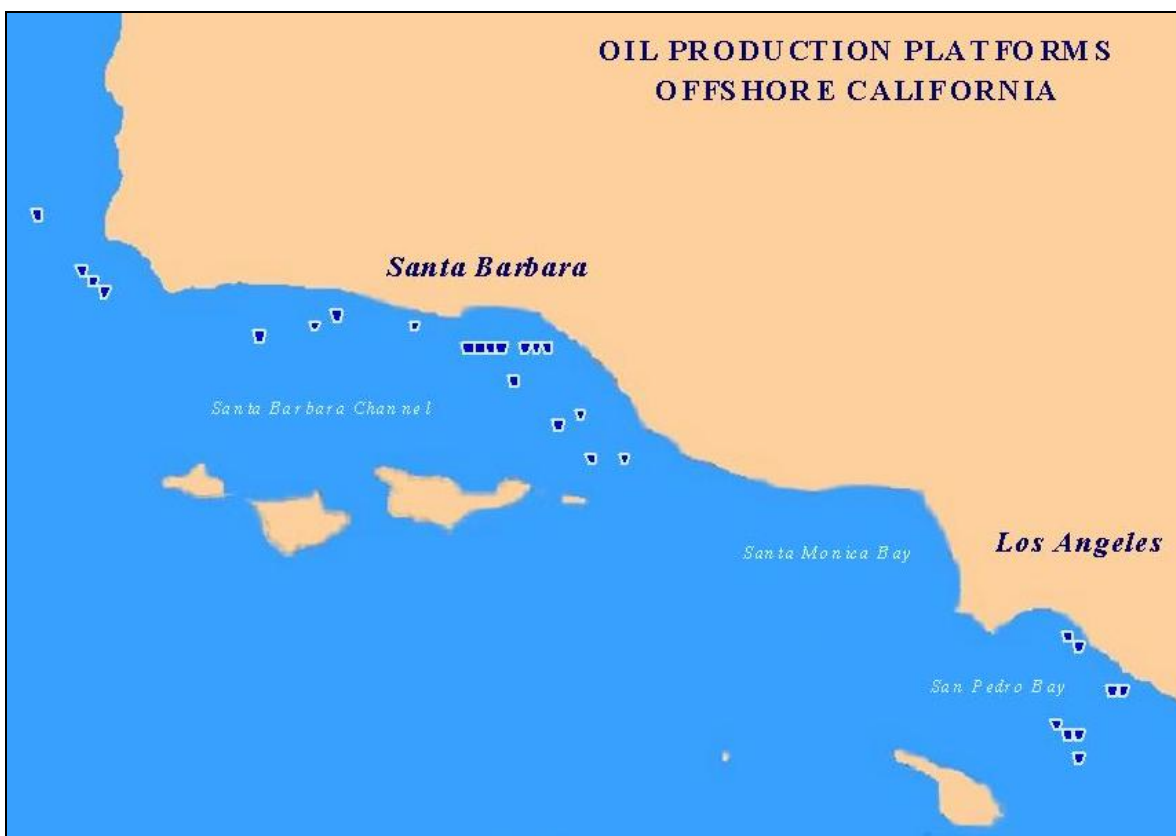 OIL PRODUCTION PLATFORMS
OFFSHORE CALIFORNIA
Santa Barbara
Santa Barbara Channel
Santa Monica Bay
Los Angeles
San Pedro Bay